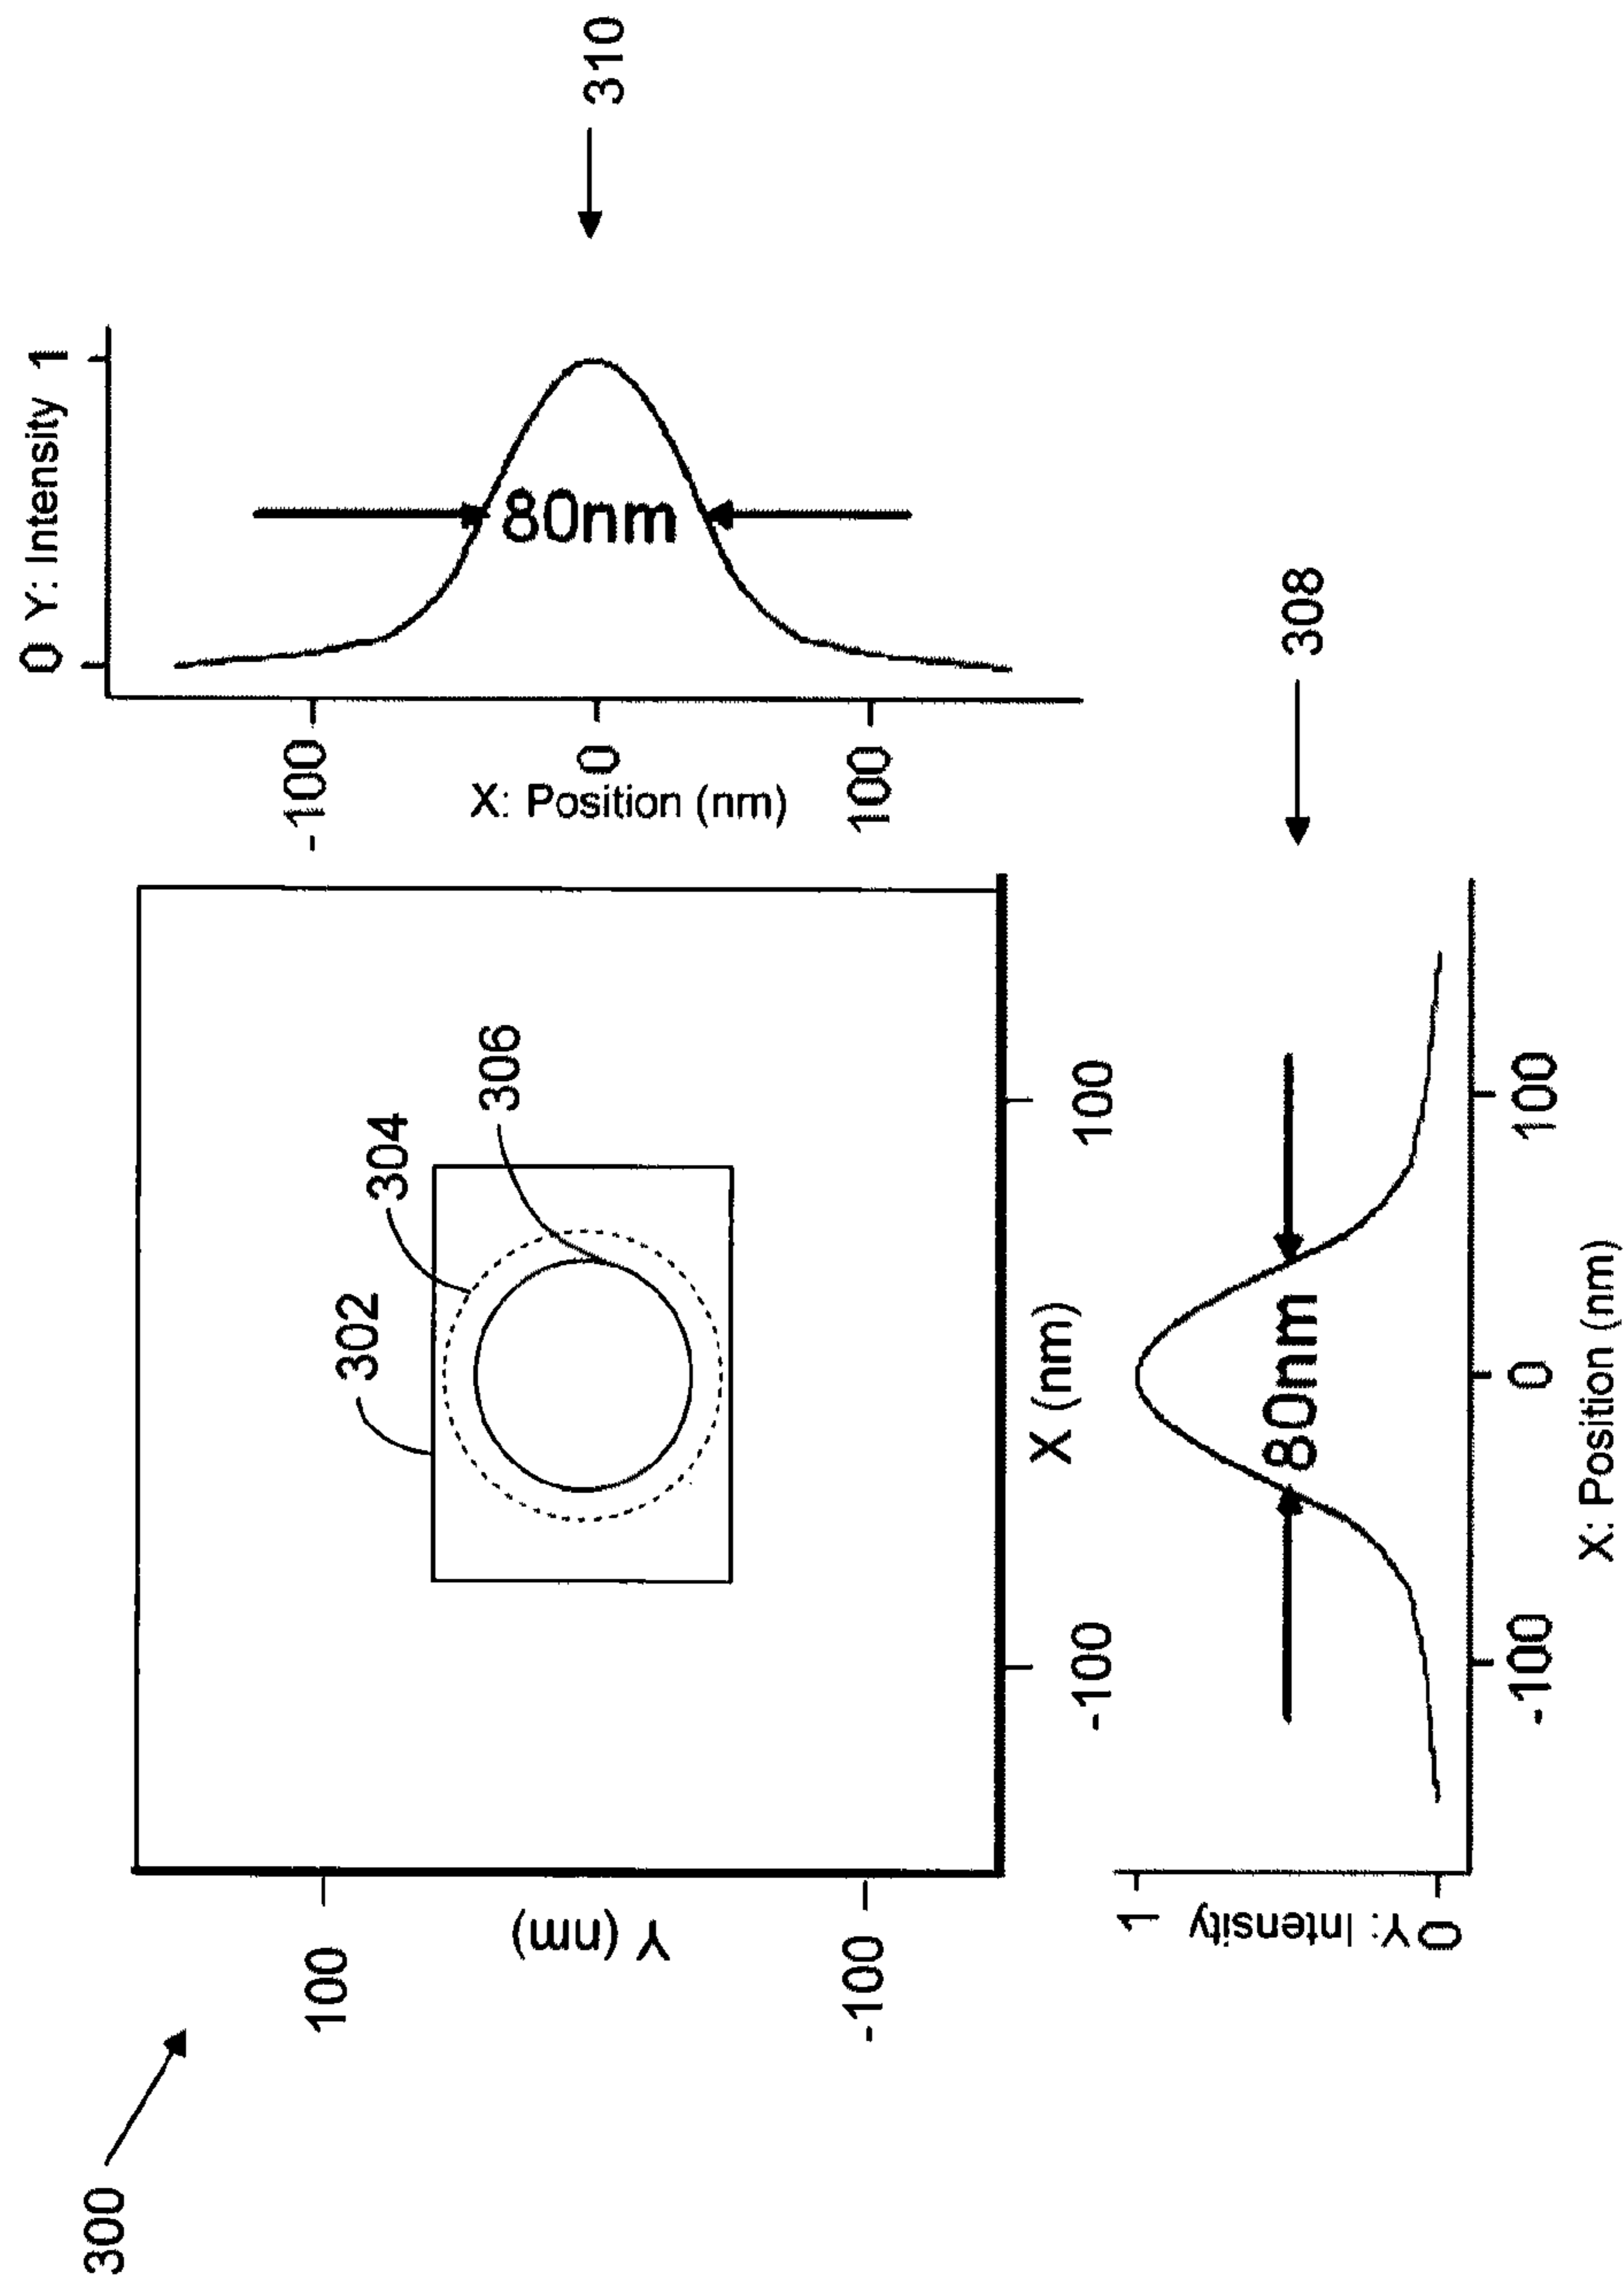 300
100
Y (nm)
-100
302
304
306
-100
X (nm)
100
0 Y: Intensity 1
-100
0
100
X: Position (nm)
80nm
310
1
Y: Intensity
0
80nm
-100
0
100
X: Position (nm)
308